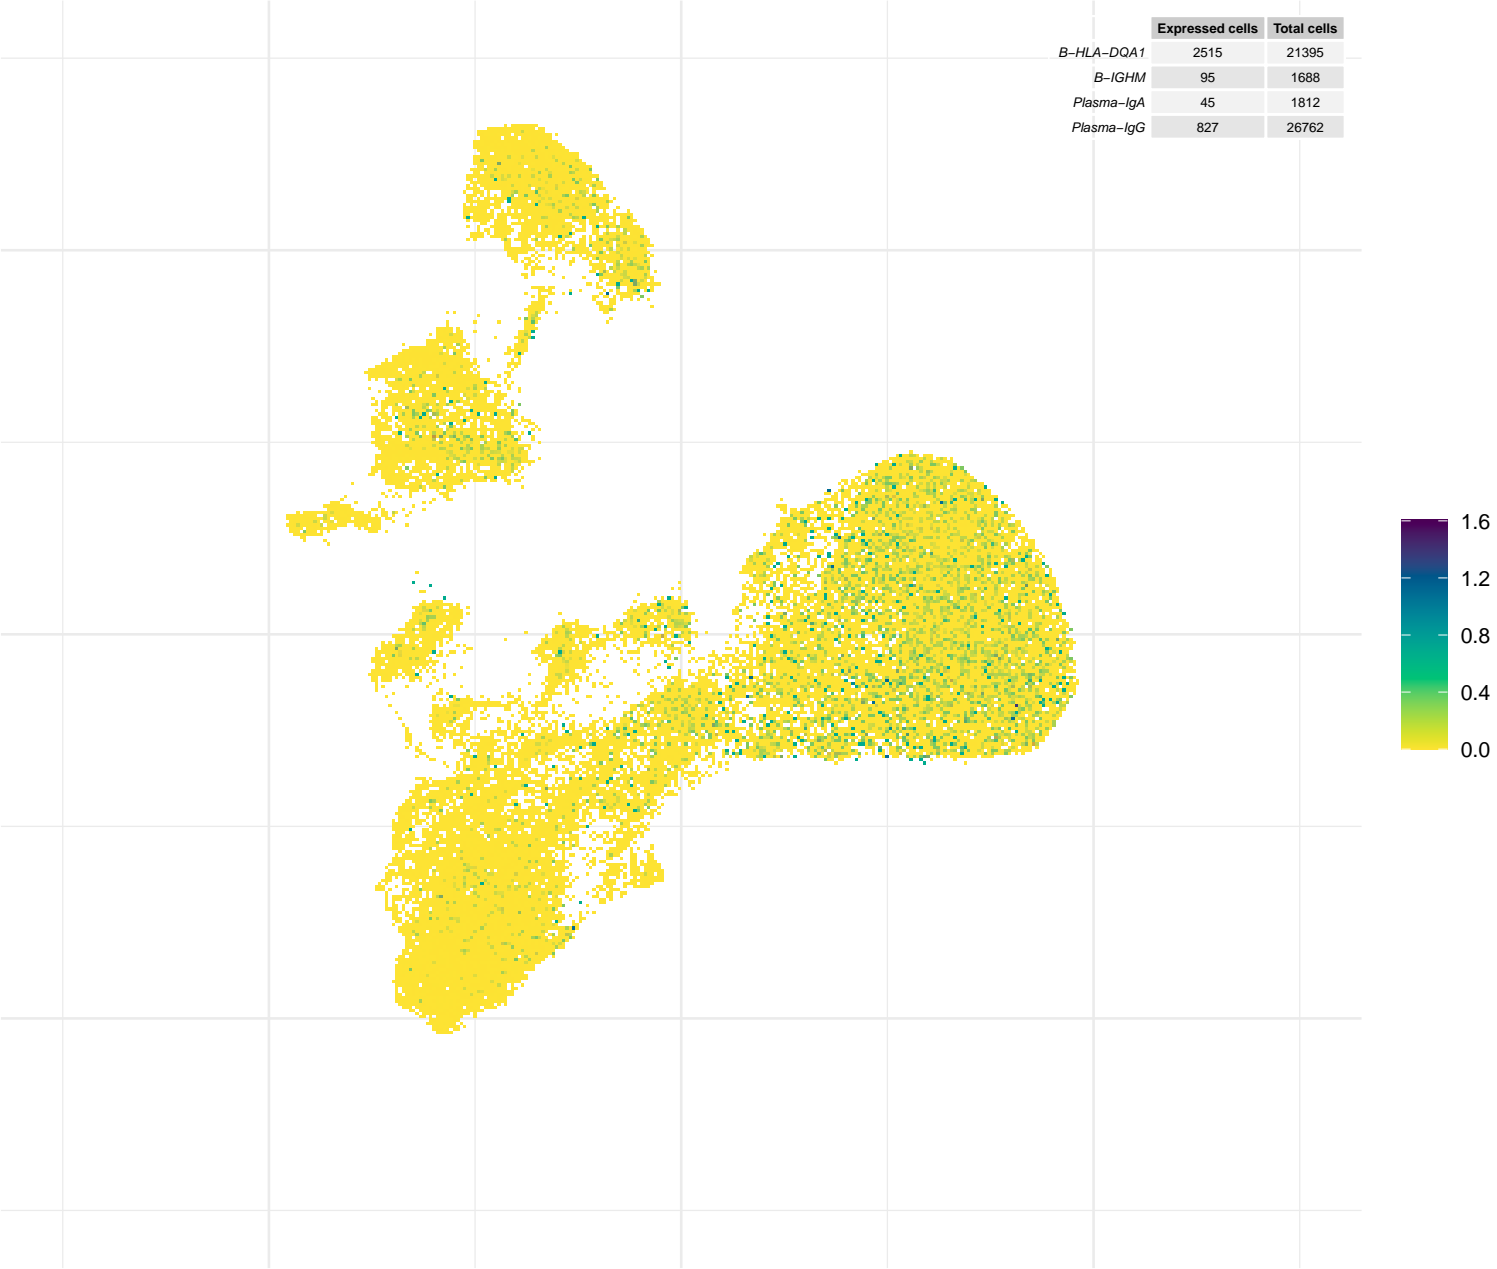 Expressed cells Total cells
B−HLA−DQA1 2515 21395
B−IGHM 95 1688
Plasma−IgA 45 1812
Plasma−IgG 827 26762
1.6
1.2
0.8
0.4
0.0